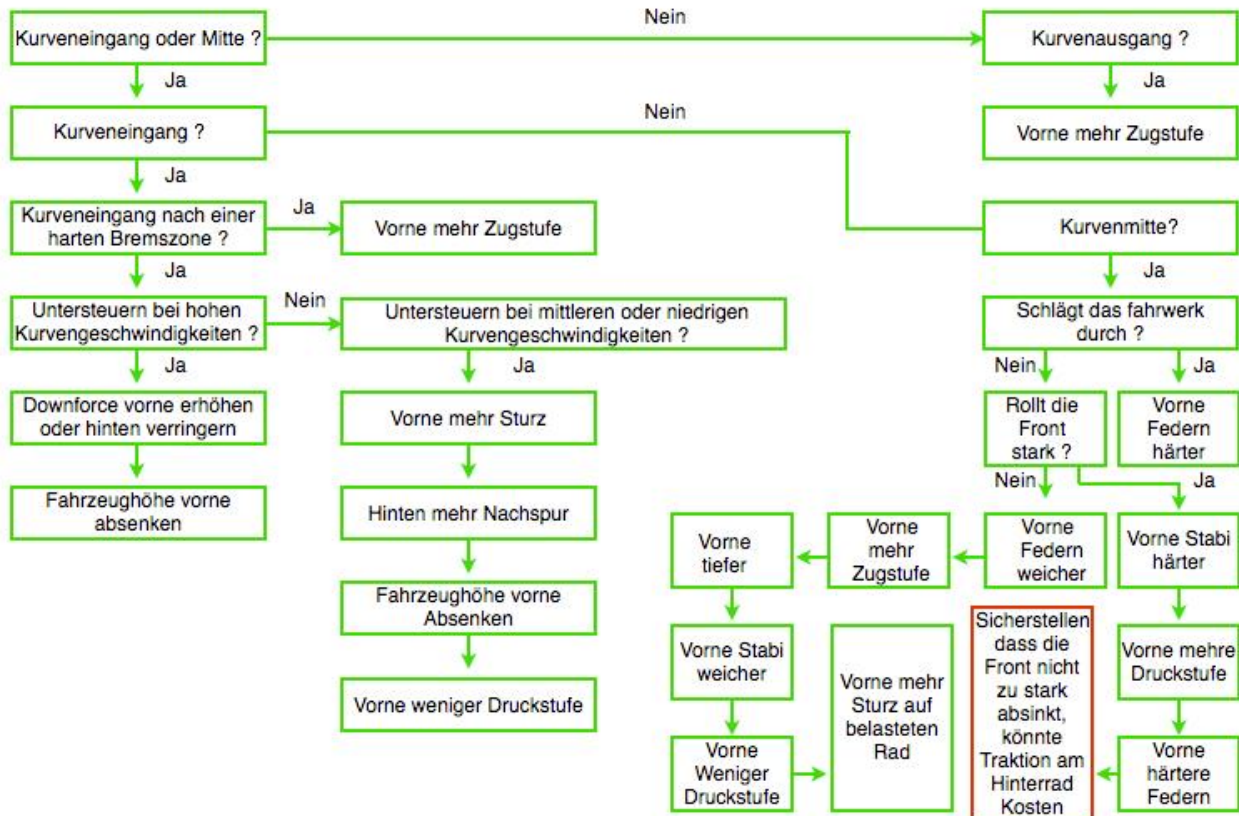 Kurveneingang oder Mitte ?
Nein
Kurvenausgang ?
Ja
Ja
Kurveneingang ?
Nein
Vorne mehr Zugstufe
Ja
Kurveneingang nach einer
harten Bremszone ?
Ja
Vorne mehr Zugstufe
Kurvenmitte?
Ja
Ja
Untersteuern bei hohen
Kurvengeschwindigkeiten ?
Nein
Untersteuern bei mittleren oder niedrigen
Kurvengeschwindigkeiten ?
Schlägt das fahrwerk
durch ?
Ja
Ja
Nein
Ja
Downforce vorne erhöhen
oder hinten verringern
Vorne mehr Sturz
Rollt die
Front
stark ?
Vorne
Federn
härter
Nein
Ja
Fahrzeughöhe vorne
absenken
Hinten mehr Nachspur
Vorne
tiefer
Vorne
mehr
Zugstufe
Vorne
Federn
weicher
Vorne Stabi
härter
Fahrzeughöhe vorne
Absenken
Vorne Stabi
weicher
Vorne mehr
Sturz auf
belasteten
Rad
Sicherstellen
dass die
Front nicht
zu stark
absinkt,
könnte
Traktion am
Hinterrad
Kosten
Vorne mehre
Druckstufe
Vorne weniger Druckstufe
Vorne
Weniger
Druckstufe
Vorne
härtere
Federn